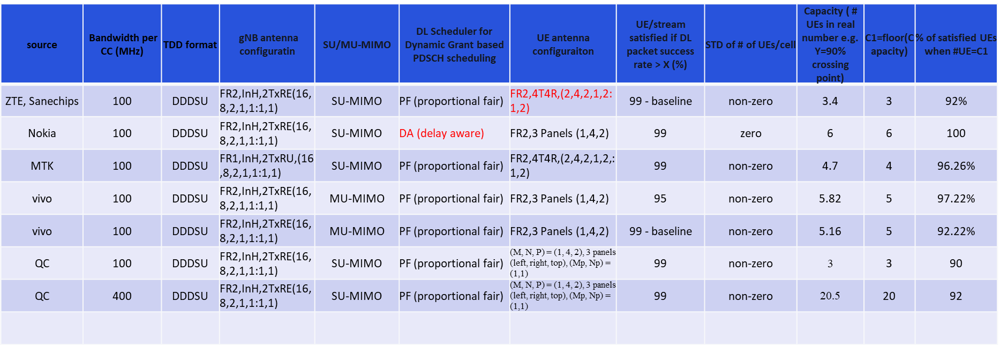 source
Bandwidth per
CC (MHz)
TDD format
gNB antenna
configuratin
SU/MU-MIMO
DL Scheduler for
Dynamic Grant based
PDSCH scheduling
UE antenna
configuraiton
UE/stream
satisfied if DL
packet success
rate > X (%)
STD of # of UEs/cell
Capacity ( #
UEs in real
number e.g.
Y=90%
crossing
point)
C1=floor(C
apacity)
% of satisfied UEs
when #UE=C1
ZTE, Sanechips
100
DDDSU
FR2,InH,2TxRE(16,
8,2,1,1:1,1)
SU-MIMO
PF (proportional fair)
FR2,4T4R,(2,4,2,1,2:
1,2)
99 - baseline
non-zero
3.4
3
92%
Nokia
100
DDDSU
FR2,InH,2TxRE(16,
8,2,1,1:1,1)
SU-MIMO
DA (delay aware)
FR2,3 Panels (1,4,2)
99
zero
6
6
100
MTK
100
DDDSU
FR1,InH,2TxRU,(16
,8,2,1,1:1,1)
SU-MIMO
PF (proportional fair)
FR2,4T4R,(2,4,2,1,2,:
1,2)
99
non-zero
4.7
4
96.26%
vivo
100
DDDSU
FR2,InH,2TxRE(16,
8,2,1,1:1,1)
MU-MIMO
PF (proportional fair)
FR2,3 Panels (1,4,2)
95
non-zero
5.82
5
97.22%
vivo
100
DDDSU
FR2,InH,2TxRE(16,
8,2,1,1:1,1)
MU-MIMO
PF (proportional fair)
FR2,3 Panels (1,4,2)
99 - baseline
non-zero
5.16
5
92.22%
QC
100
DDDSU
FR2,InH,2TxRE(16,
8,2,1,1:1,1)
SU-MIMO
PF (proportional fair)
(M, N, P) = (1, 4, 2), 3 panels
(left, right, top), (Mp, Np) =
(1,1)
99
non-zero
3
3
90
QC
400
DDDSU
FR2,InH,2TxRE(16,
8,2,1,1:1,1)
SU-MIMO
PF (proportional fair)
(M, N, P) = (1, 4, 2), 3 panels
(left, right, top), (Mp, Np) =
(1,1)
99
non-zero
20.5
20
92